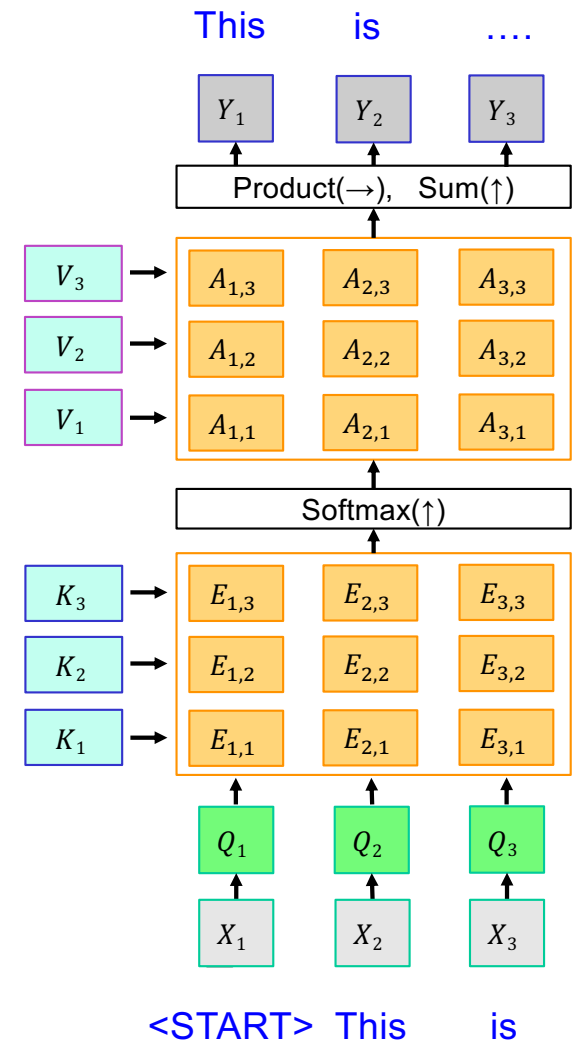 This is ....
Y₁ Y₂ Y₃
Product(→), Sum(↑)
V₃ A₁,₃ A₂,₃ A₃,₃
V₂ A₁,₂ A₂,₂ A₃,₂
V₁ A₁,₁ A₂,₁ A₃,₁
Softmax(↑)
K₃ E₁,₃ E₂,₃ E₃,₃
K₂ E₁,₂ E₂,₂ E₃,₂
K₁ E₁,₁ E₂,₁ E₃,₁
Q₁ Q₂ Q₃
X₁ X₂ X₃
<START> This is